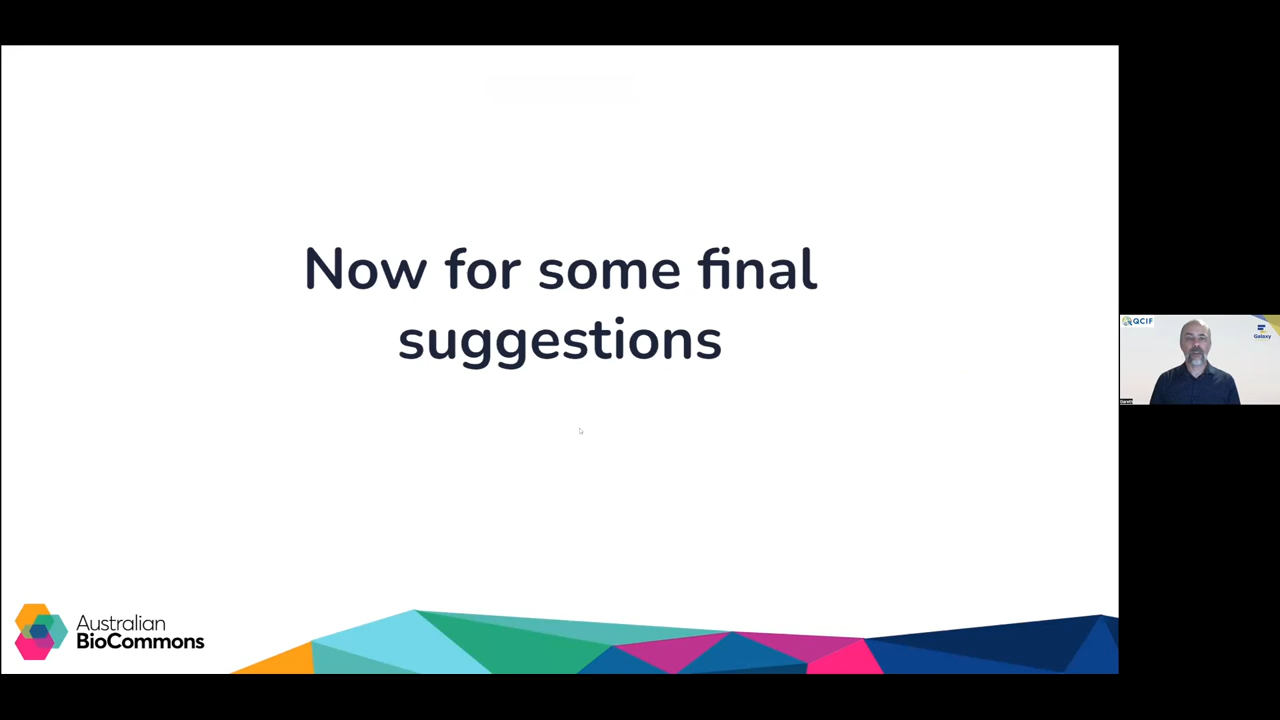 Now for some final
suggestions
Australian
BioCommons
QCIF
Galaxy